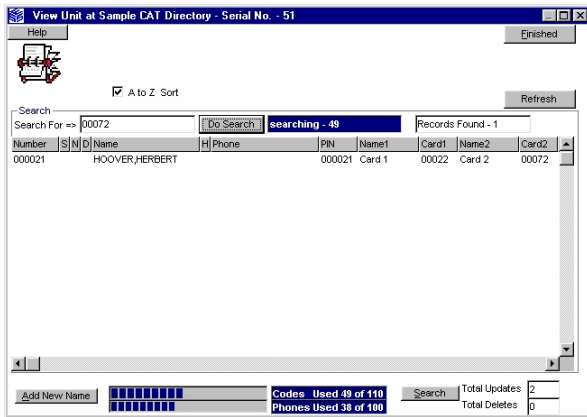 View Unit at Sample CAT Directory - Serial No. - 51
Help
Finished
A to Z Sort
Refresh
Search
Search For => 00072 Do Search searching - 49 Records Found - 1
Number S N D Name H Phone PIN Name1 Card1 Name2 Card2
000021 HOOVER,HERBERT 000021 Card 1 00022 Card 2 00072
Add New Name Codes Used 49 of 110 Search Total Updates 2
Phones Used 38 of 100 Total Deletes 0